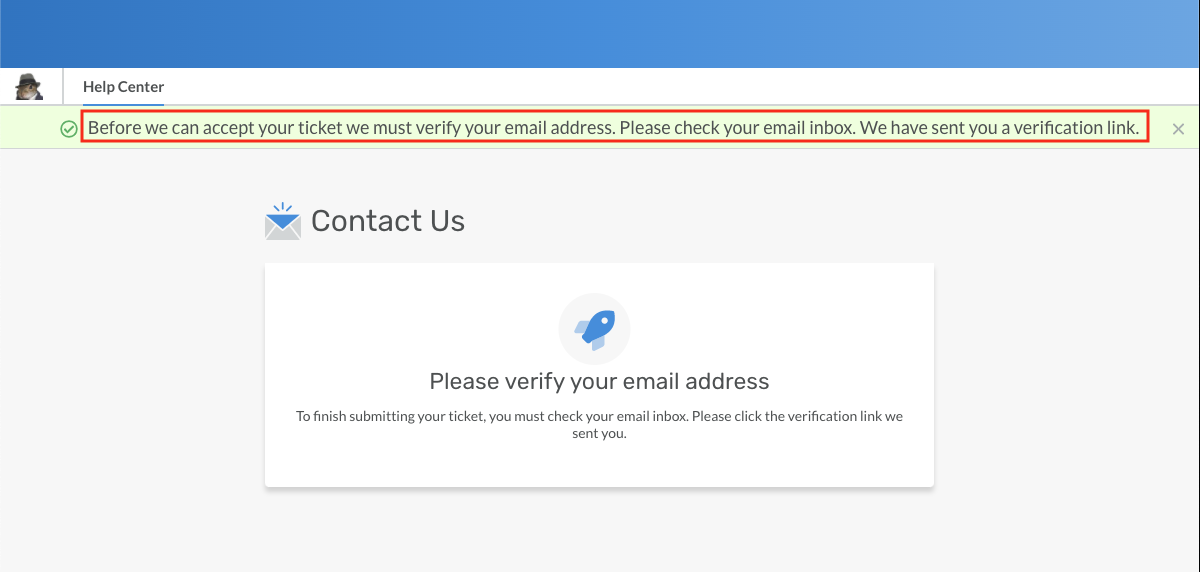 Help Center
Before we can accept your ticket we must verify your email address. Please check your email inbox. We have sent you a verification link.
Contact Us
Please verify your email address
To finish submitting your ticket, you must check your email inbox. Please click the verification link we
sent you.